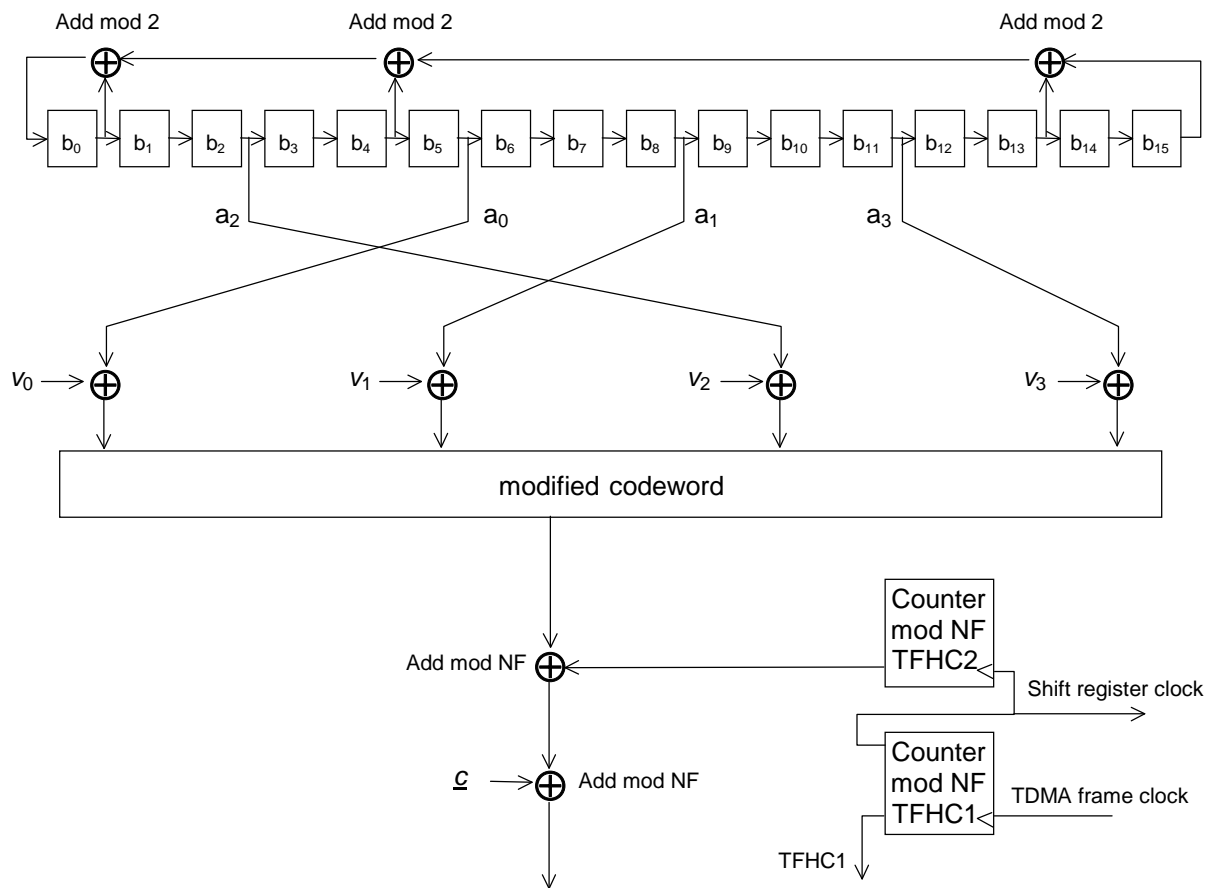 Add mod 2 Add mod 2 Add mod 2
b₀ b₁ b₂ b₃ b₄ b₅ b₆ b₇ b₈ b₉ b₁₀ b₁₁ b₁₂ b₁₃ b₁₄ b₁₅
a₂ a₀ a₁ a₃
v₀ v₁ v₂ v₃
modified codeword
Counter
mod NF
TFHC2
Add mod NF
Shift register clock
Counter
mod NF
TFHC1
c Add mod NF
TDMA frame clock
TFHC1